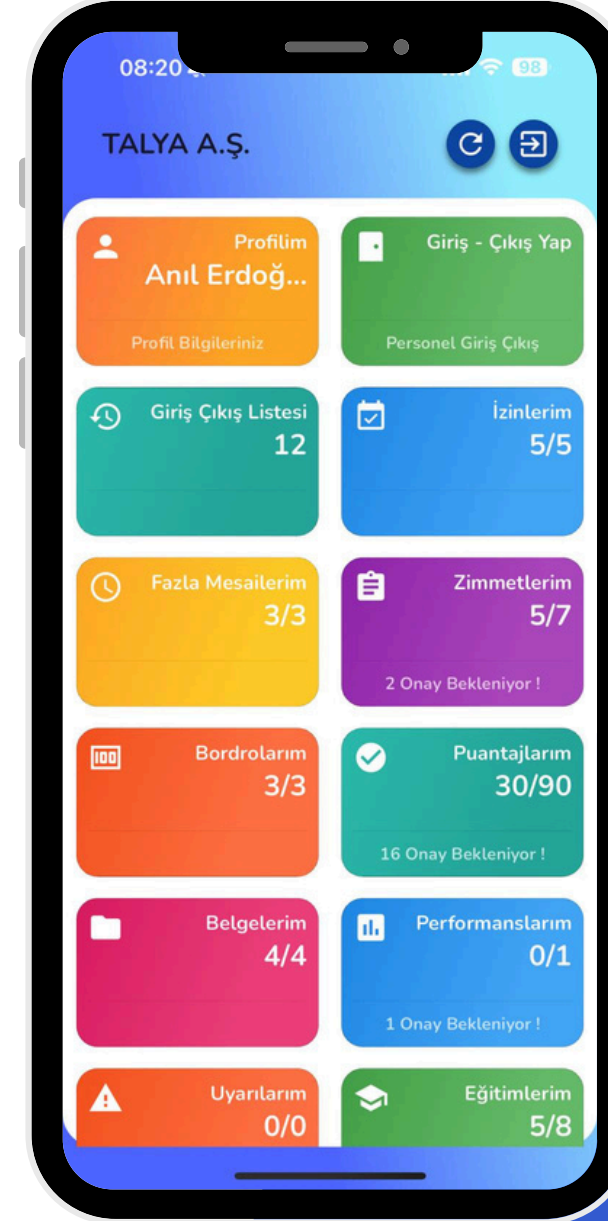 08:20
98
TALYA A.Ş.
Profilim
Anıl Erdoğ...
Profil Bilgileriniz
Giriş - Çıkış Yap
Personel Giriş Çıkış
Giriş Çıkış Listesi
12
İzinlerim
5/5
Fazla Mesailerim
3/3
Zimmetlerim
5/7
2 Onay Bekleniyor !
Bordrolarım
3/3
Puantajlarım
30/90
16 Onay Bekleniyor !
Belgelerim
4/4
Performanslarım
0/1
1 Onay Bekleniyor !
Uyarılarım
0/0
Eğitimlerim
5/8